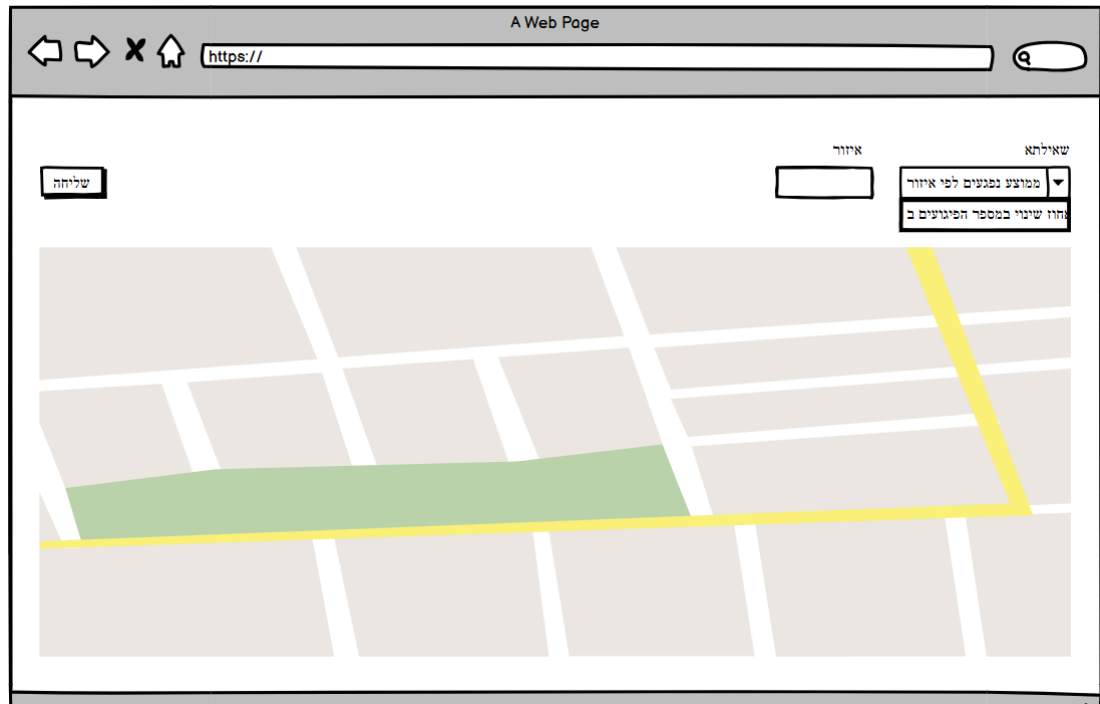 A Web Page
https://
שאילתא
איזור
ממוצע נפגעים לפי איזור
שליחה
אחוז שינוי במספר הפיגועים ב